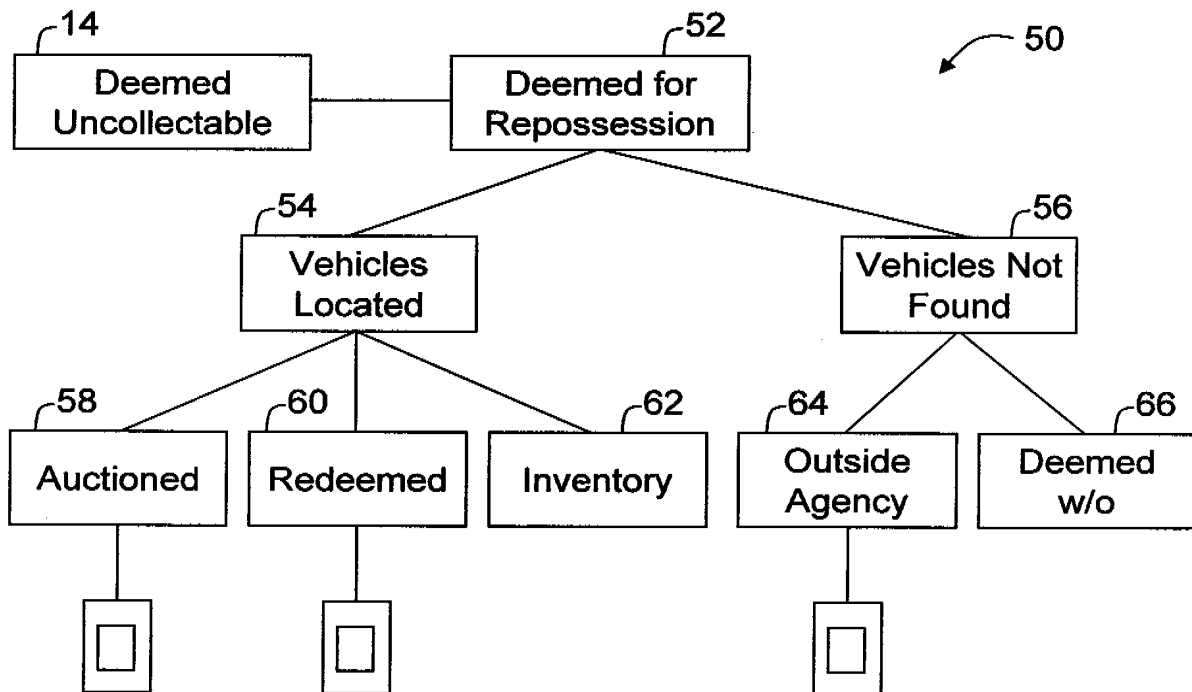 14
52
50
Deemed
Uncollectable
Deemed for
Repossession
54
56
Vehicles
Located
Vehicles Not
Found
58
60
62
64
66
Auctioned
Redeemed
Inventory
Outside
Agency
Deemed
w/o